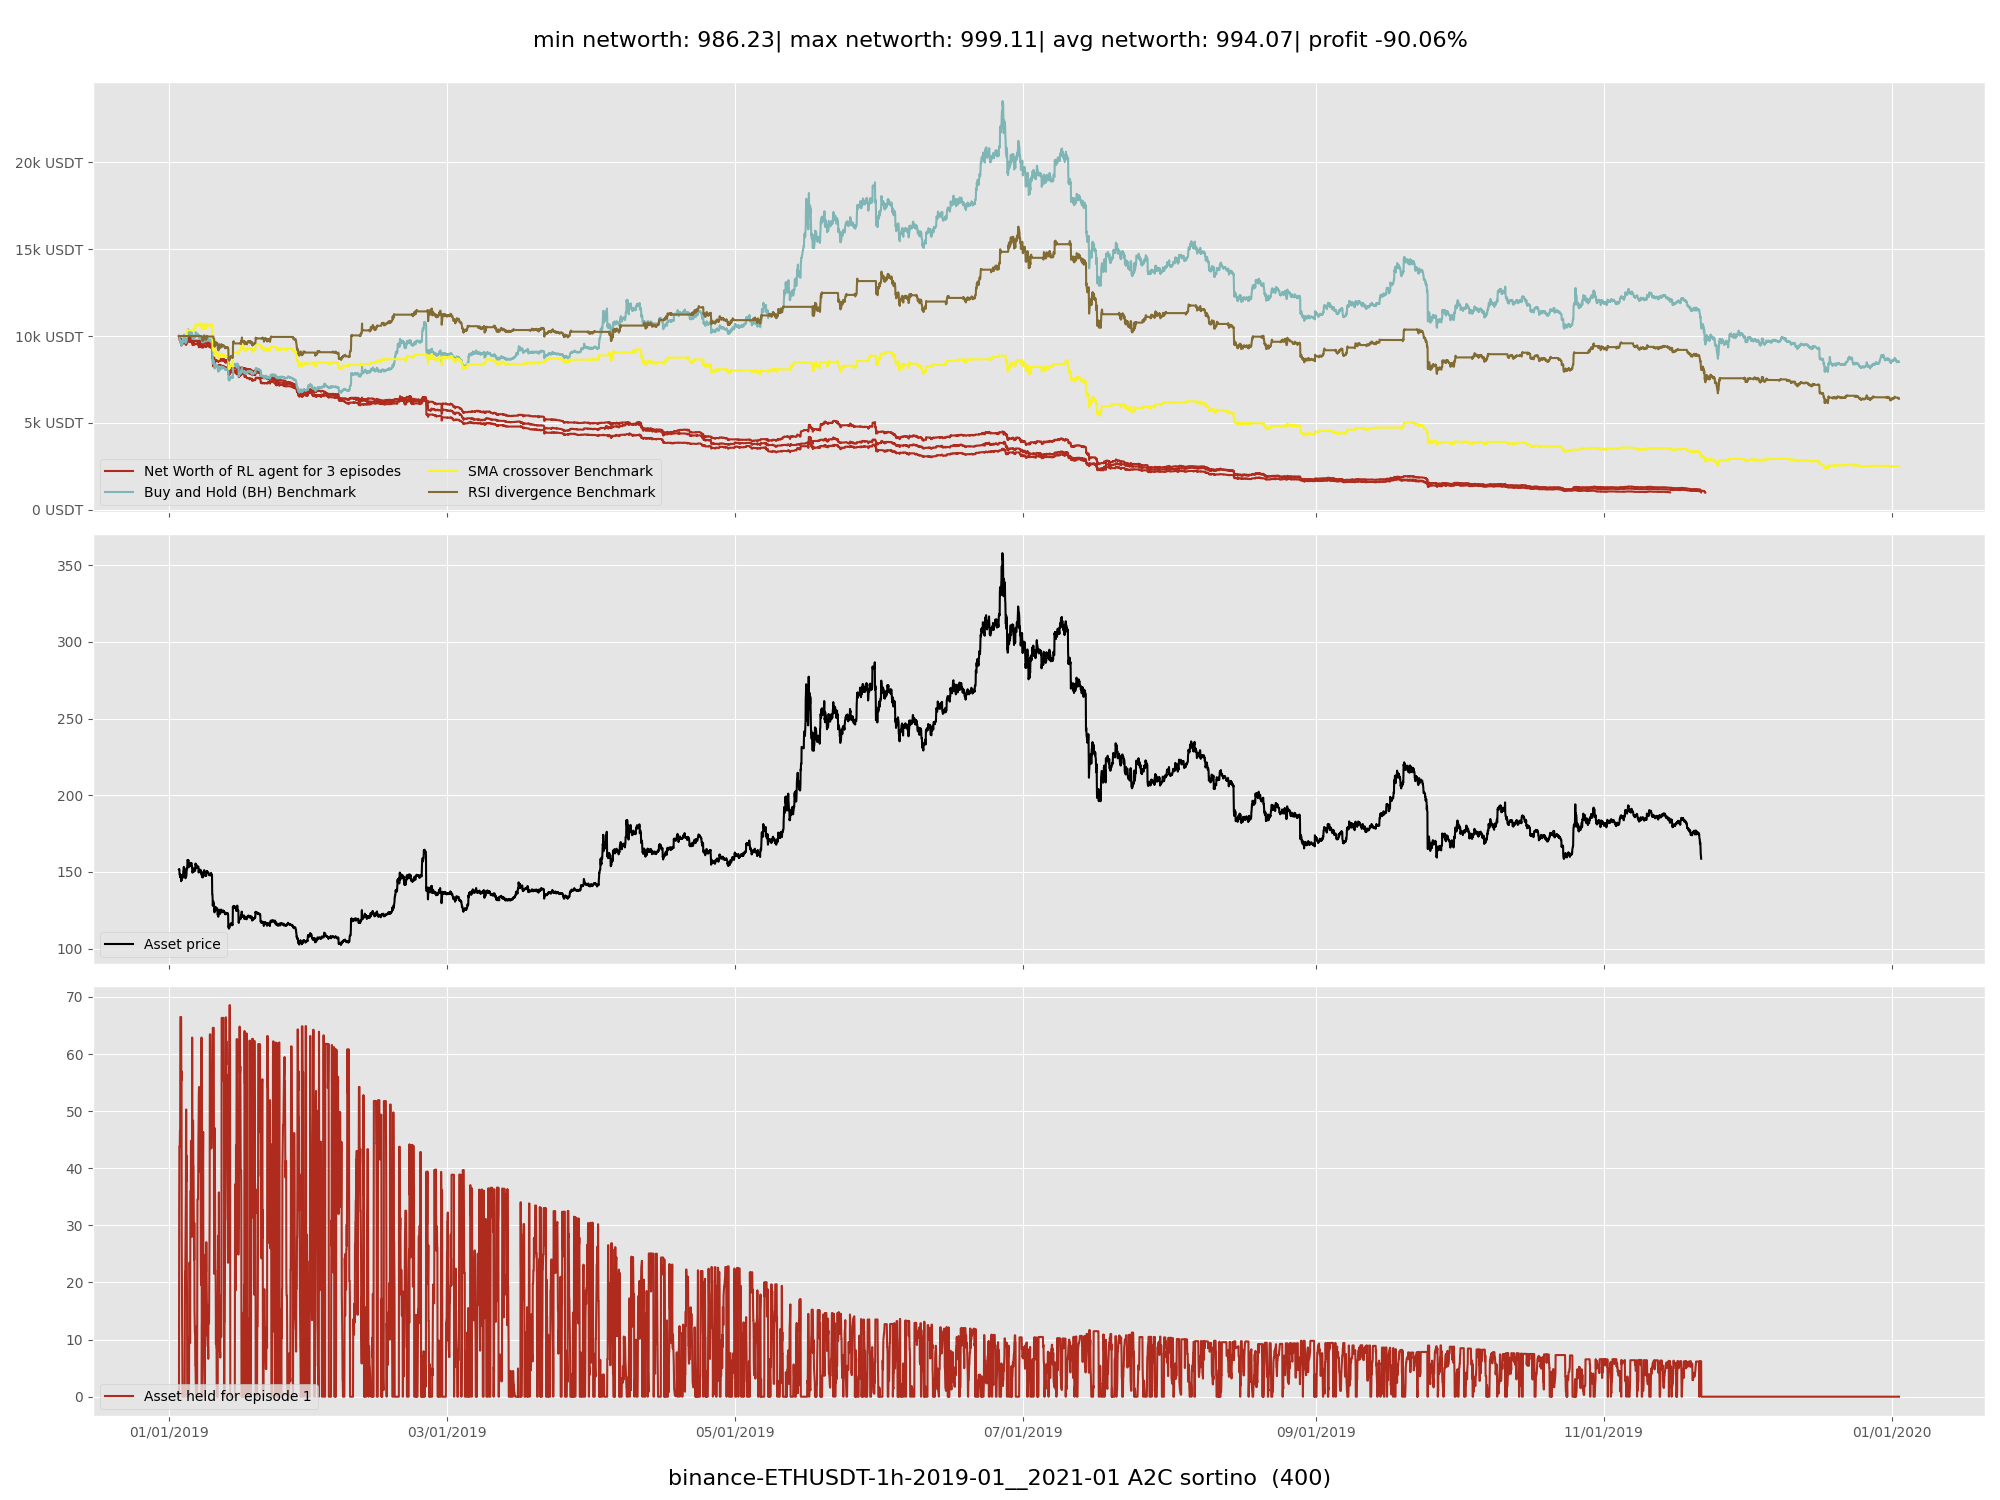 min networth: 986.23| max networth: 999.11| avg networth: 994.07| profit -90.06%
20k USDT
15k USDT
10k USDT
5k USDT
0 USDT
Net Worth of RL agent for 3 episodes
Buy and Hold (BH) Benchmark
SMA crossover Benchmark
RSI divergence Benchmark
350
300
250
200
150
100
Asset price
70
60
50
40
30
20
10
0
Asset held for episode 1
01/01/2019
03/01/2019
05/01/2019
07/01/2019
09/01/2019
11/01/2019
01/01/2020
binance-ETHUSDT-1h-2019-01__2021-01 A2C sortino  (400)